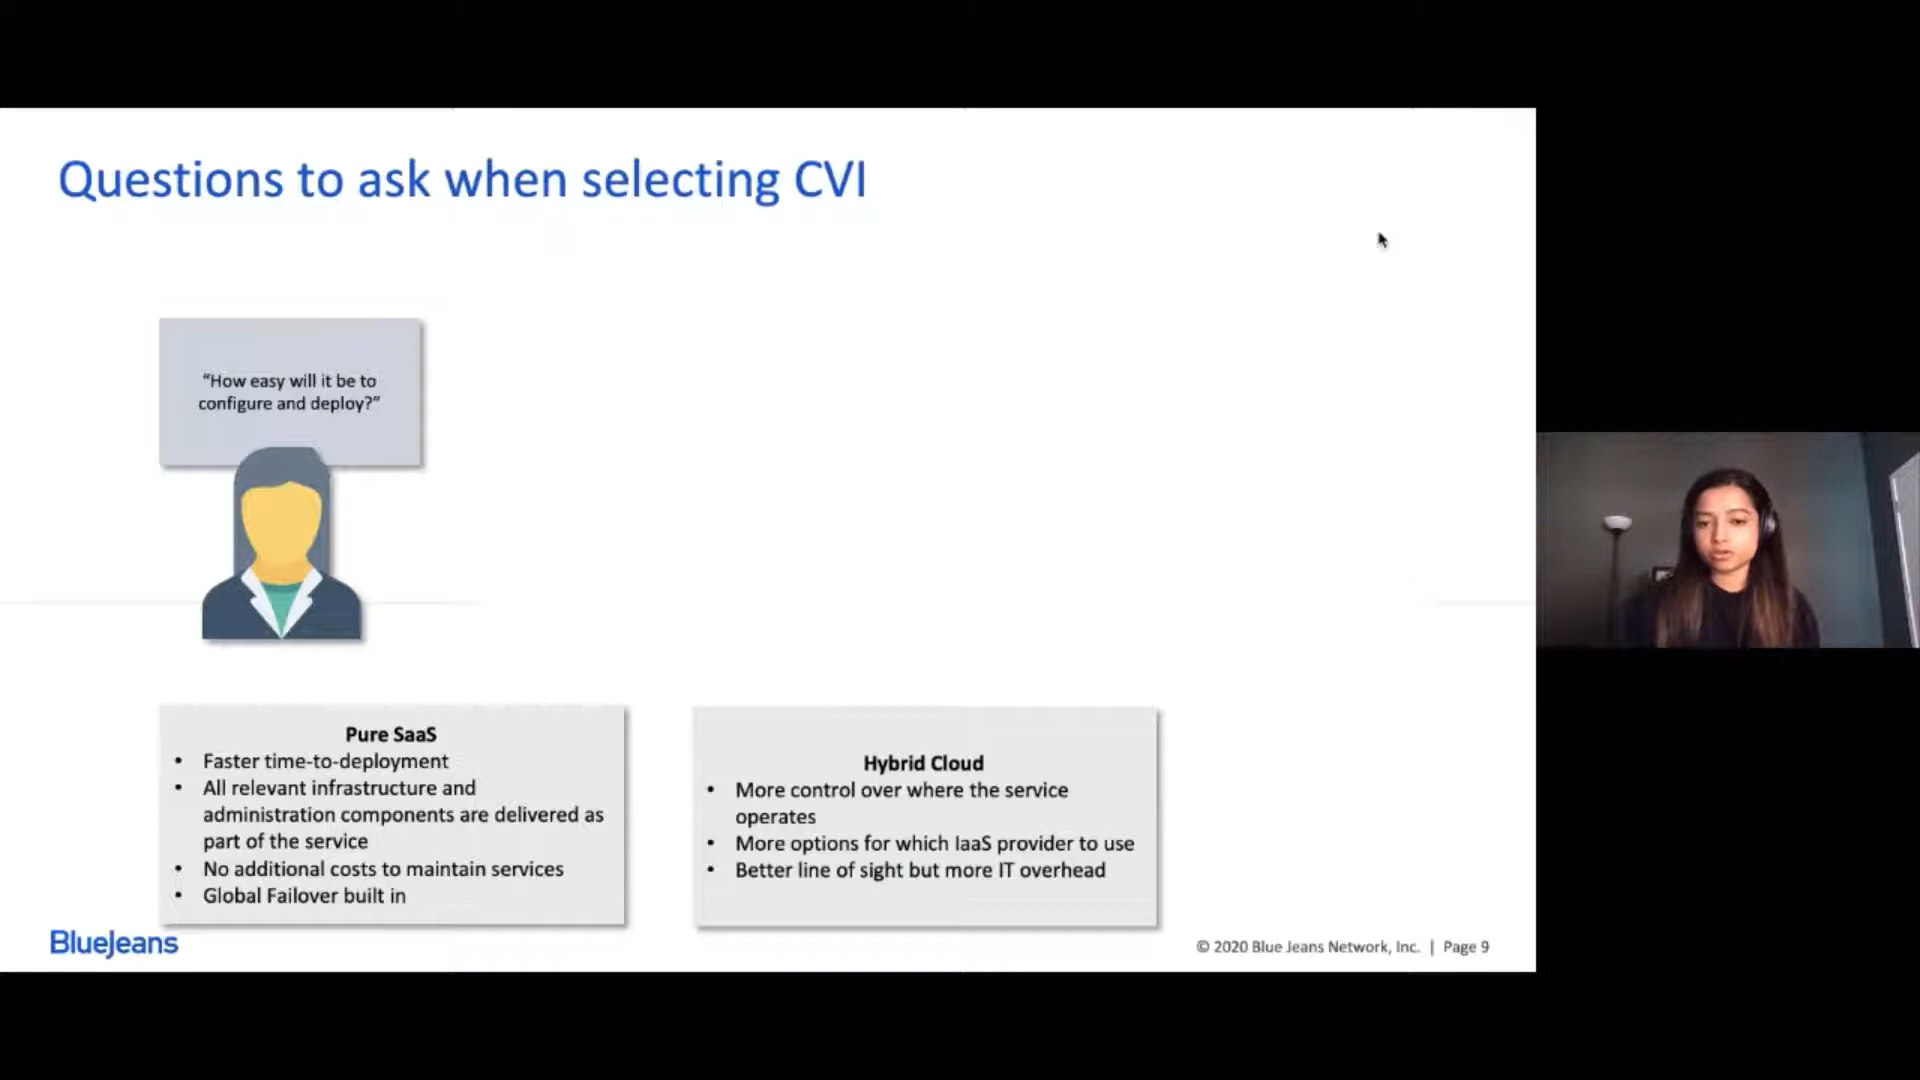 Questions to ask when selecting CVI
“How easy will it be to
configure and deploy?”
Pure SaaS
• Faster time-to-deployment
• All relevant infrastructure and
administration components are delivered as
part of the service
• No additional costs to maintain services
• Global Failover built in
Hybrid Cloud
• More control over where the service
operates
• More options for which IaaS provider to use
• Better line of sight but more IT overhead
BlueJeans
© 2020 Blue Jeans Network, Inc. | Page 9